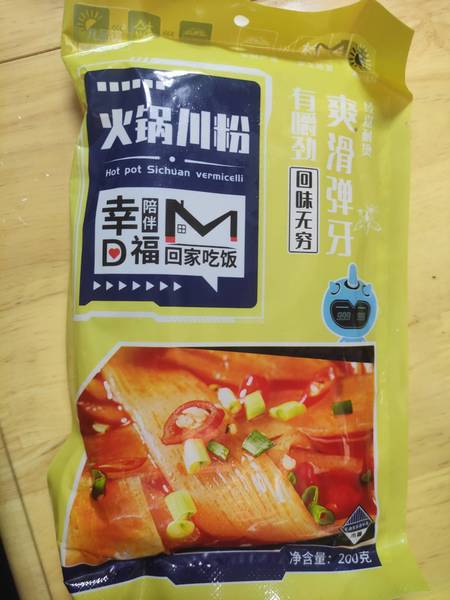 火锅川粉
Hot pot Sichuan vermicelli
幸福
陪伴
D
M
回家吃饭
爽滑弹牙
有嚼劲
回味无穷
净含量：200克